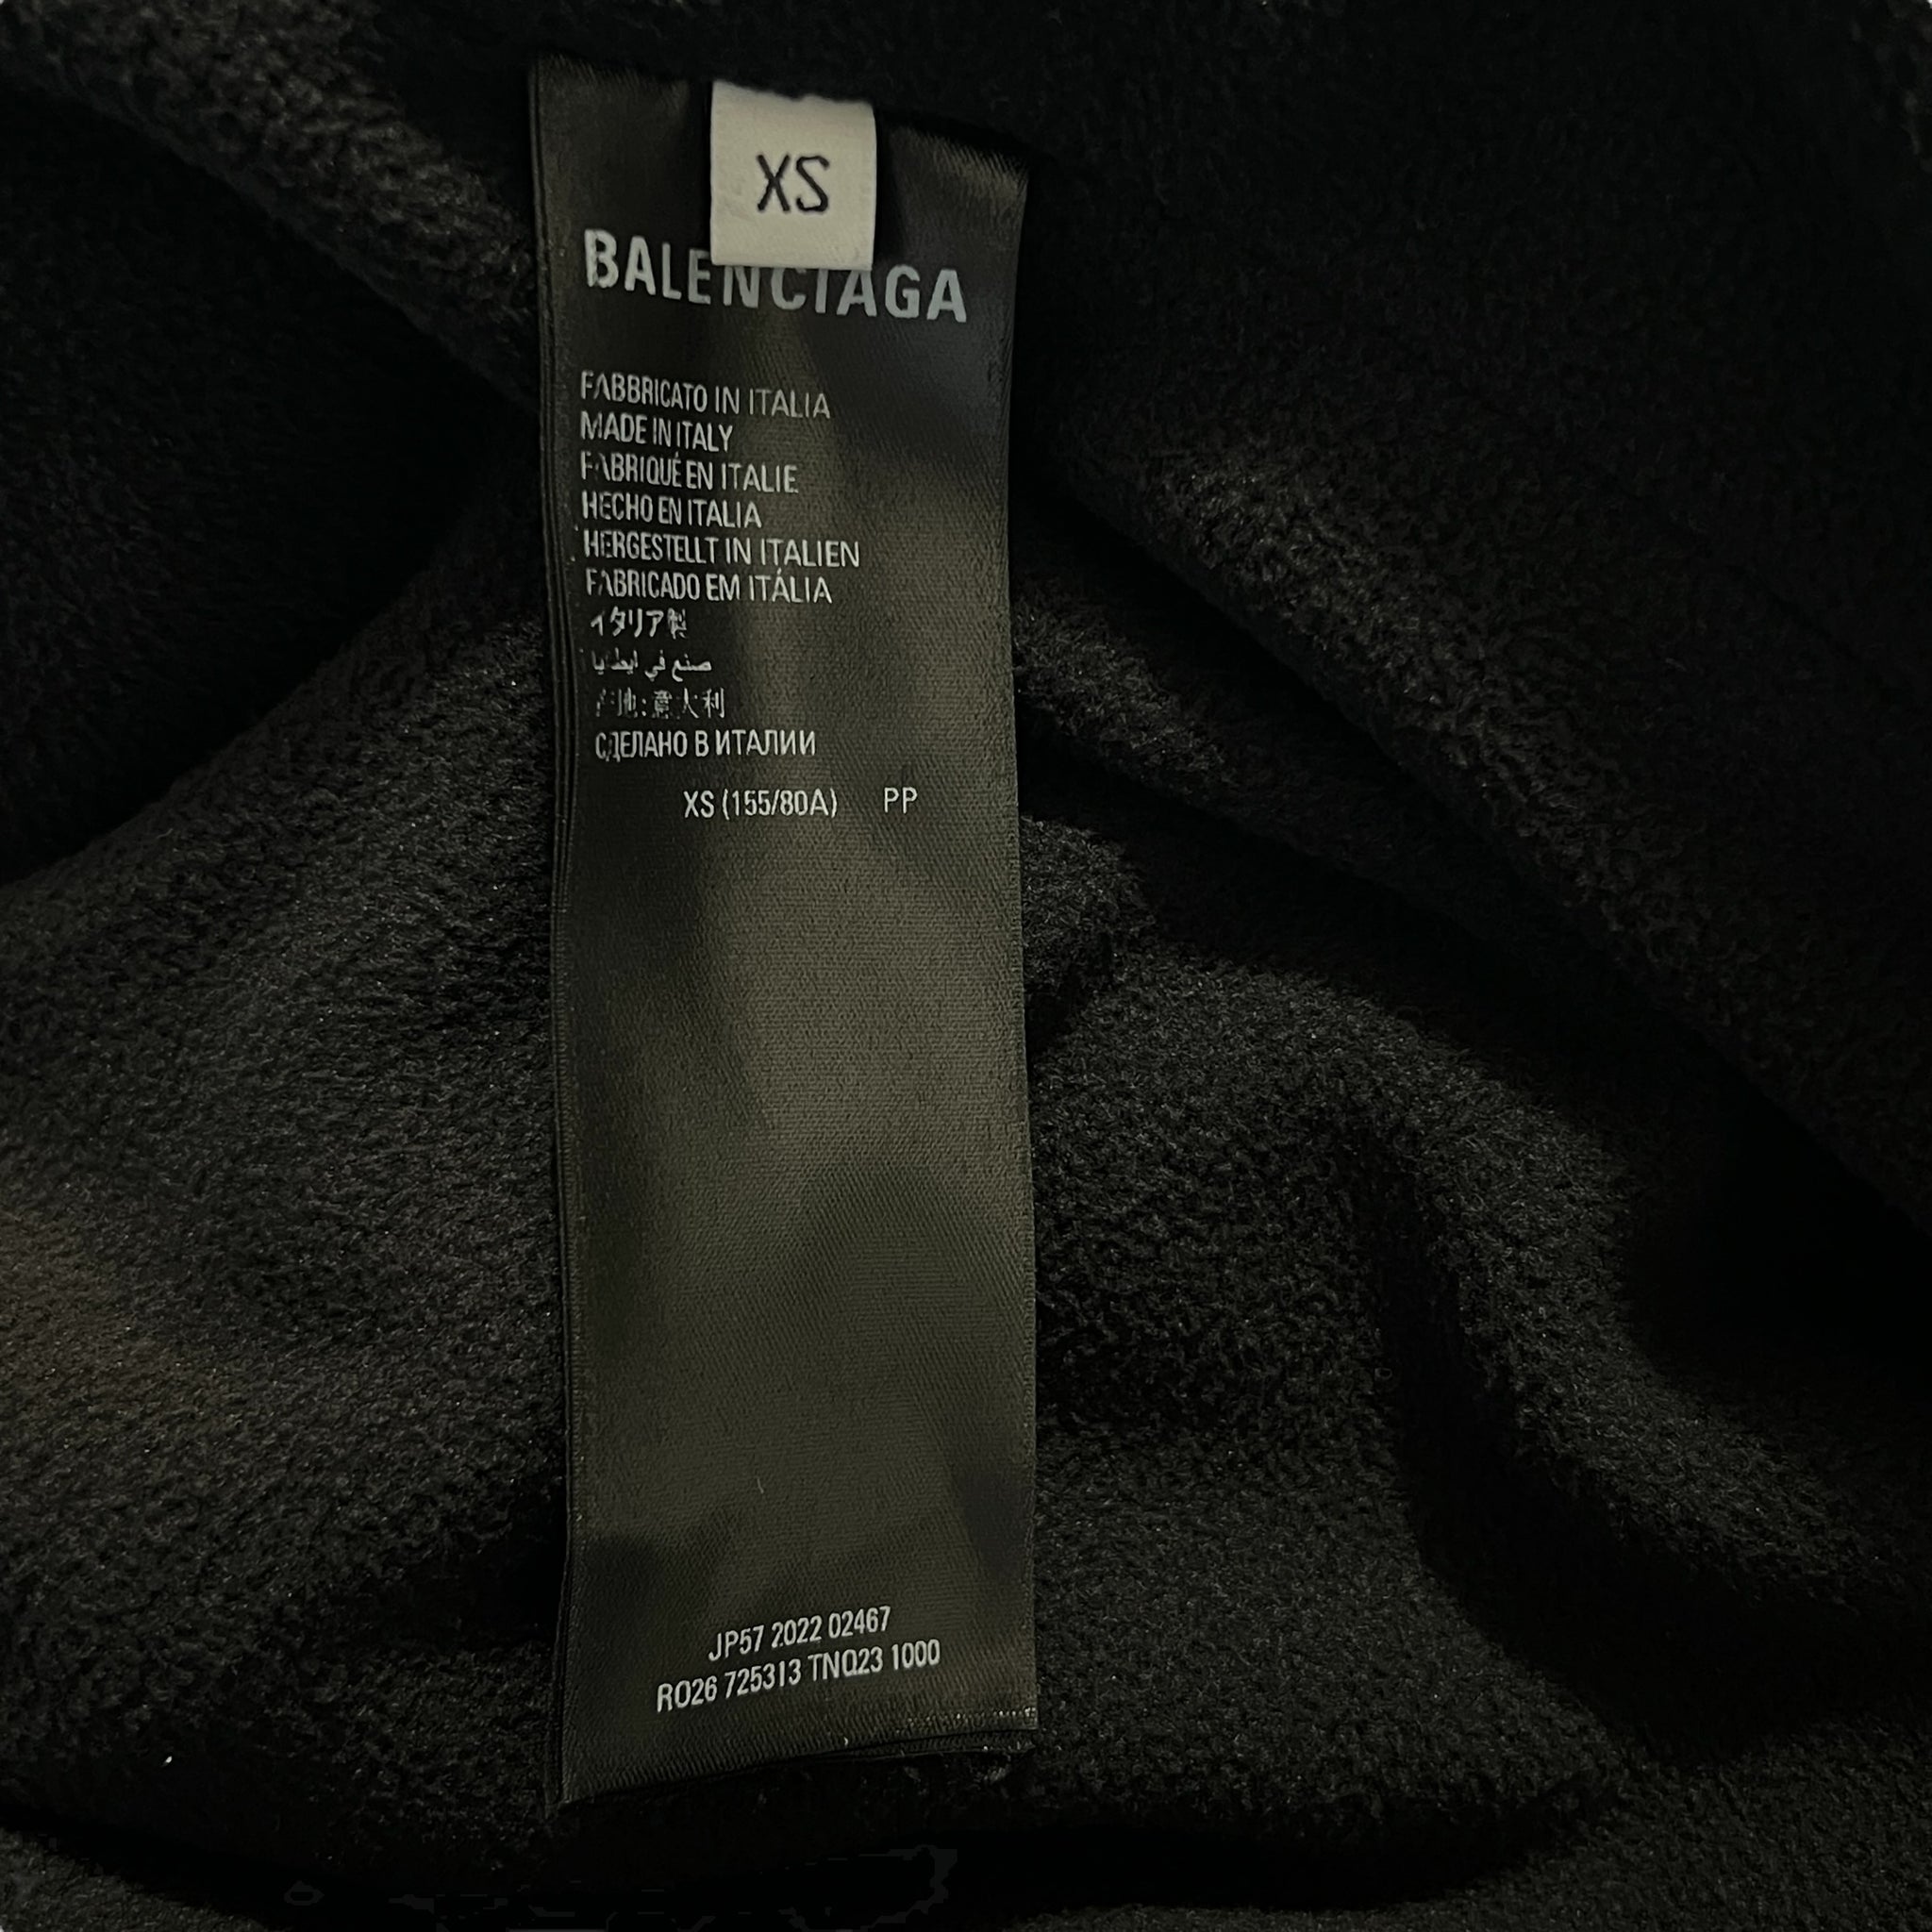 XS
BALENCIAGA
FABBRICATO IN ITALIA
MADE IN ITALY
FABRIQUÉ EN ITALIE
HECHO EN ITALIA
HERGESTELLT IN ITALIEN
FABRICADO EM ITÁLIA
イタリア製
صنع في ايطاليا
产地:意大利
СДЕЛАНО В ИТАЛИИ
XS (155/80A) PP
JP57 2022 02467
RO26 725313 TNQ23 1000